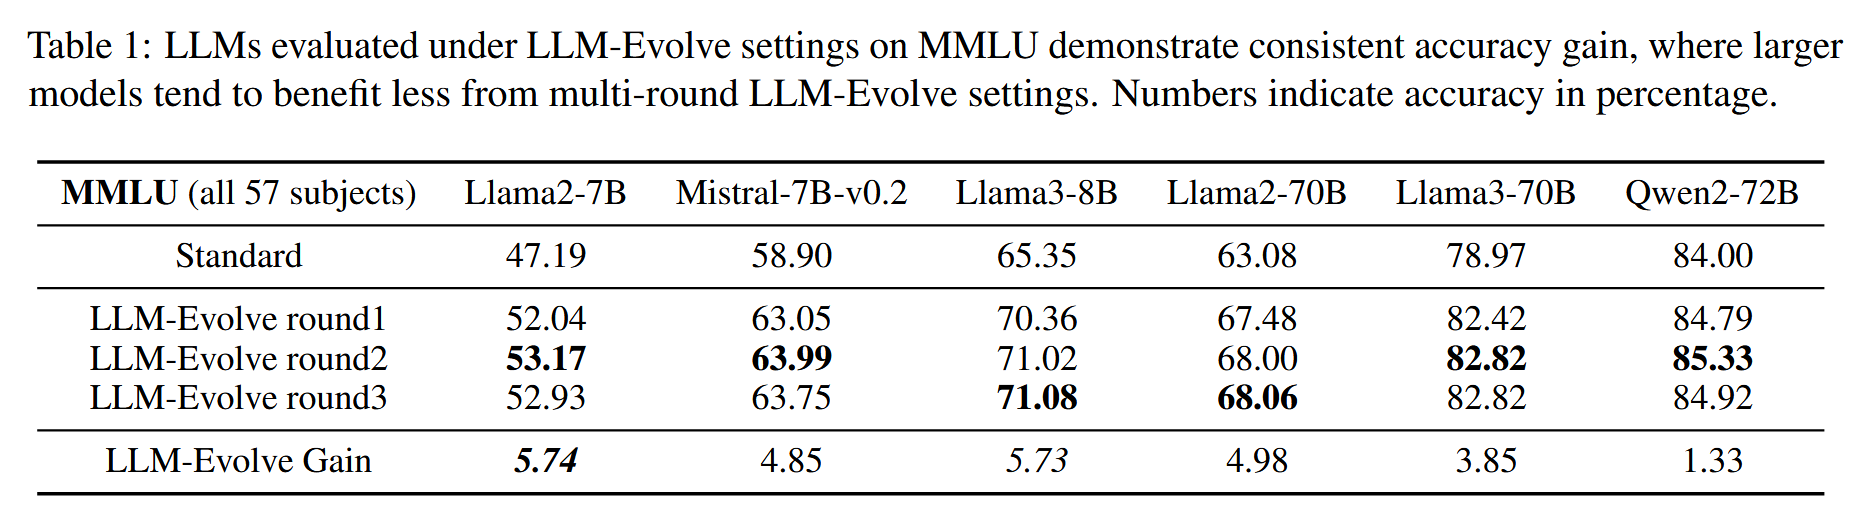 Table 1: LLMs evaluated under LLM-Evolve settings on MMLU demonstrate consistent accuracy gain, where larger
models tend to benefit less from multi-round LLM-Evolve settings. Numbers indicate accuracy in percentage.
MMLU (all 57 subjects) Llama2-7B Mistral-7B-v0.2 Llama3-8B Llama2-70B Llama3-70B Qwen2-72B
Standard 47.19 58.90 65.35 63.08 78.97 84.00
LLM-Evolve round1 52.04 63.05 70.36 67.48 82.42 84.79
LLM-Evolve round2 53.17 63.99 71.02 68.00 82.82 85.33
LLM-Evolve round3 52.93 63.75 71.08 68.06 82.82 84.92
LLM-Evolve Gain 5.74 4.85 5.73 4.98 3.85 1.33